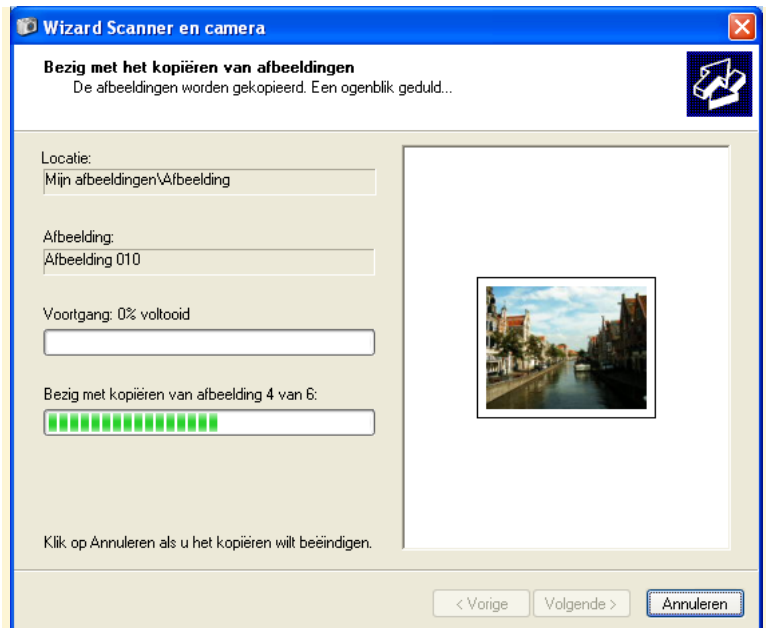 Wizard Scanner en camera
Bezig met het kopiëren van afbeeldingen
De afbeeldingen worden gekopieerd. Een ogenblik geduld...
Locatie:
Mijn afbeeldingen\Afbeelding
Afbeelding:
Afbeelding 010
Voortgang: 0% voltooid
Bezig met kopiëren van afbeelding 4 van 6:
Klik op Annuleren als u het kopiëren wilt beëindigen.
< Vorige
Volgende >
Annuleren